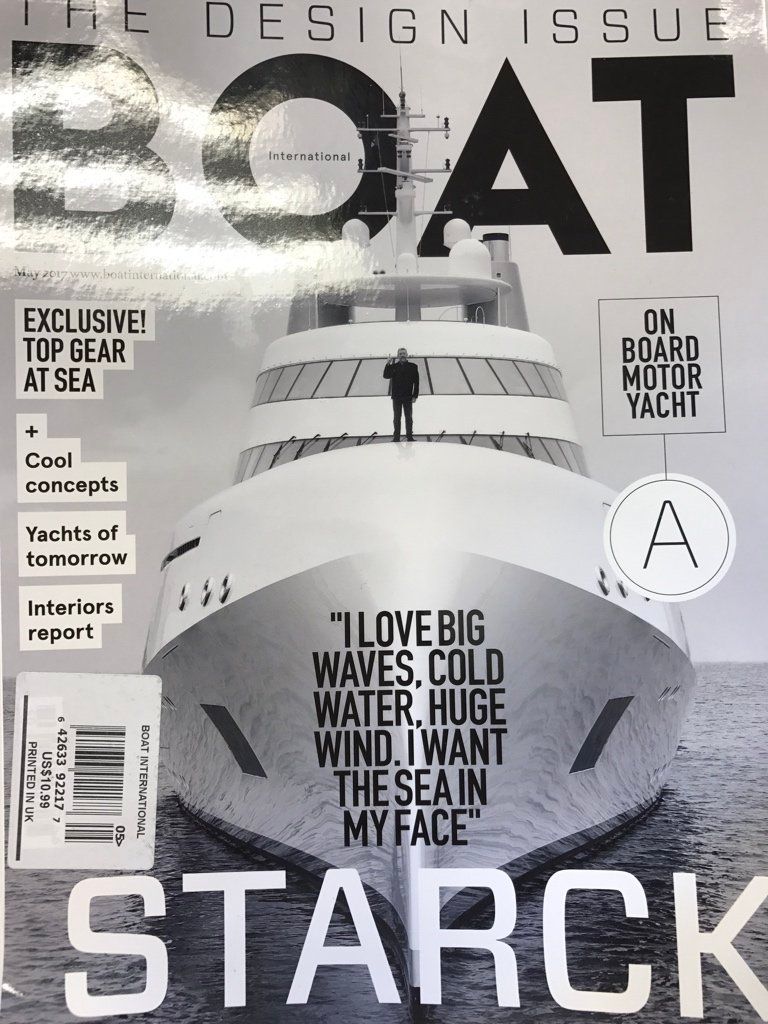 THE DESIGN ISSUE
BOAT
International
May 2017 www.boatinternational.com
EXCLUSIVE!
TOP GEAR
AT SEA
+
Cool
concepts
Yachts of
tomorrow
Interiors
report
ON
BOARD
MOTOR
YACHT
A
"I LOVE BIG
WAVES, COLD
WATER, HUGE
WIND. I WANT
THE SEA IN
MY FACE"
BOAT INTERNATIONAL
05>
6 42633 92217 7
US$10.99
PRINTED IN UK
STARCK